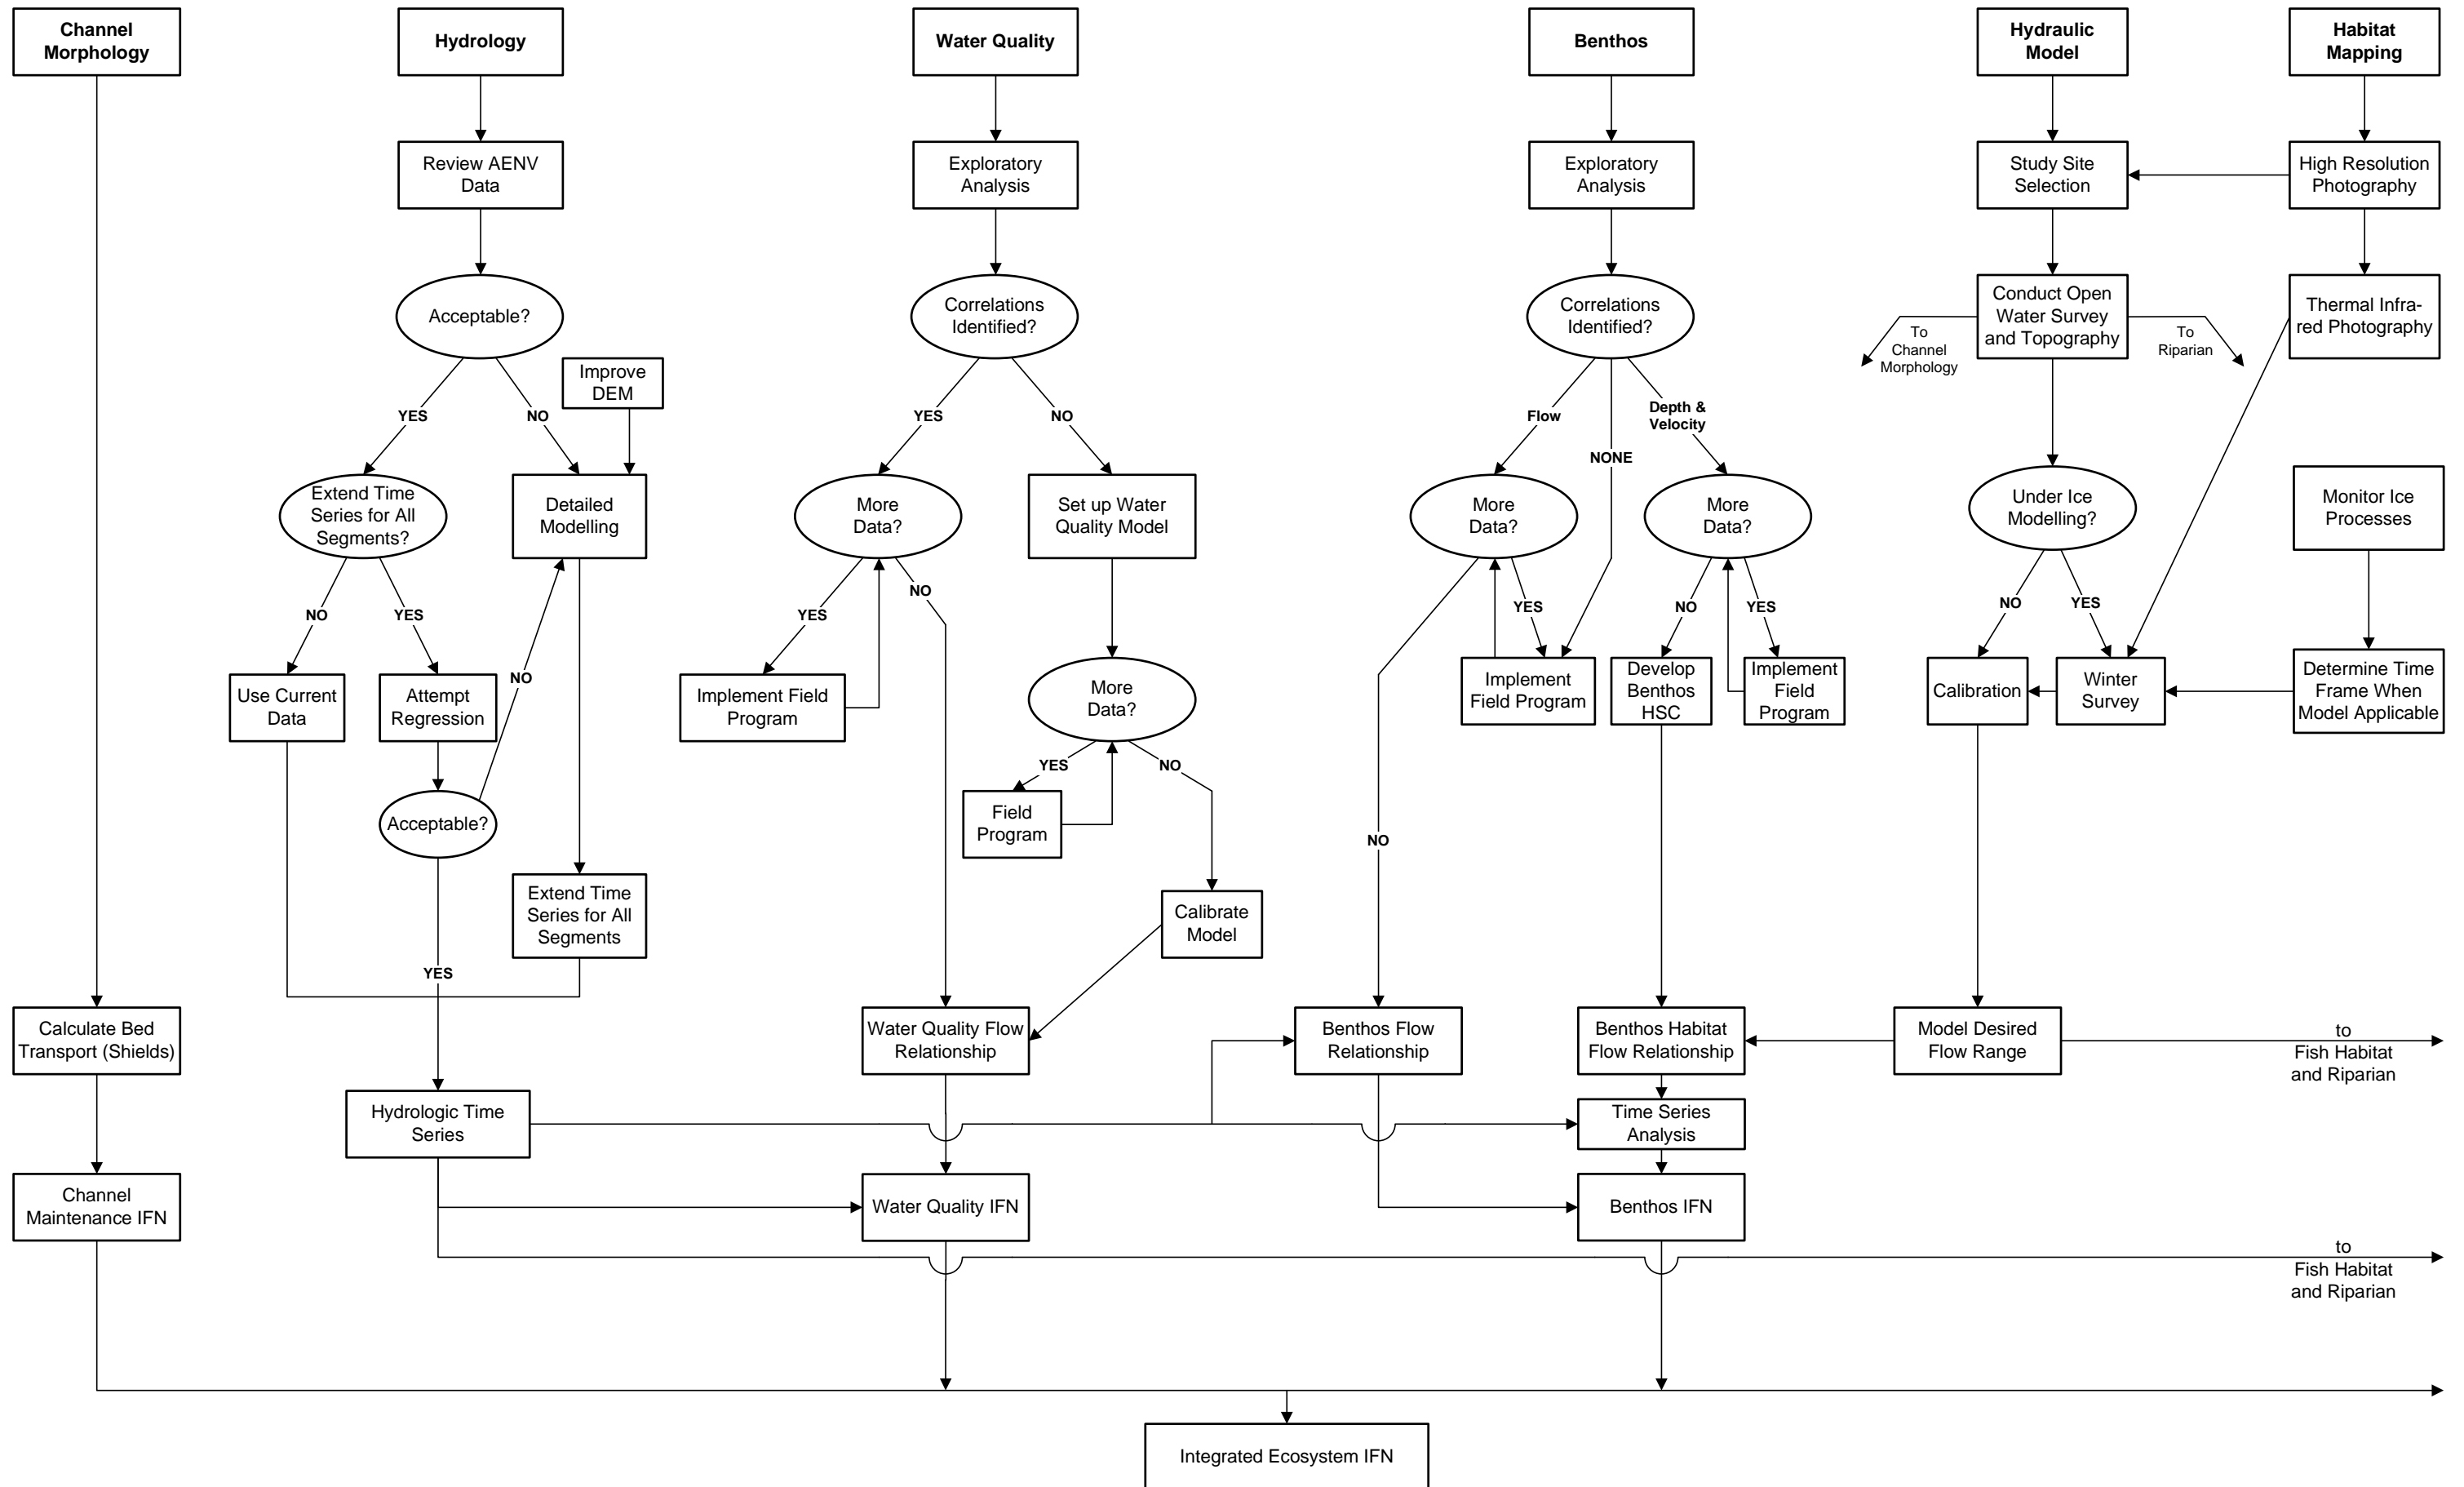 Channel
Morphology
Hydrology
Water Quality
Benthos
Hydraulic
Model
Habitat
Mapping
Review AENV
Data
Exploratory
Analysis
Exploratory
Analysis
Study Site
Selection
High Resolution
Photography
Acceptable?
Correlations
Identified?
Correlations
Identified?
Conduct Open
Water Survey
and Topography
Thermal Infra-
red Photography
To
Channel
Morphology
To
Riparian
Improve
DEM
YES
NO
YES
NO
Flow
NONE
Depth &
Velocity
Extend Time
Series for All
Segments?
Detailed
Modelling
More
Data?
Set up Water
Quality Model
More
Data?
More
Data?
Under Ice
Modelling?
Monitor Ice
Processes
NO
YES
YES
NO
YES
NO
YES
NO
YES
Use Current
Data
Attempt
Regression
NO
Implement Field
Program
More
Data?
Implement
Field Program
Develop
Benthos
HSC
Implement
Field
Program
Calibration
Winter
Survey
Determine Time
Frame When
Model Applicable
YES
NO
Acceptable?
Field
Program
NO
Extend Time
Series for All
Segments
Calibrate
Model
YES
Calculate Bed
Transport (Shields)
Water Quality Flow
Relationship
Benthos Flow
Relationship
Benthos Habitat
Flow Relationship
Model Desired
Flow Range
to
Fish Habitat
and Riparian
Hydrologic Time
Series
Time Series
Analysis
Channel
Maintenance IFN
Water Quality IFN
Benthos IFN
to
Fish Habitat
and Riparian
Integrated Ecosystem IFN